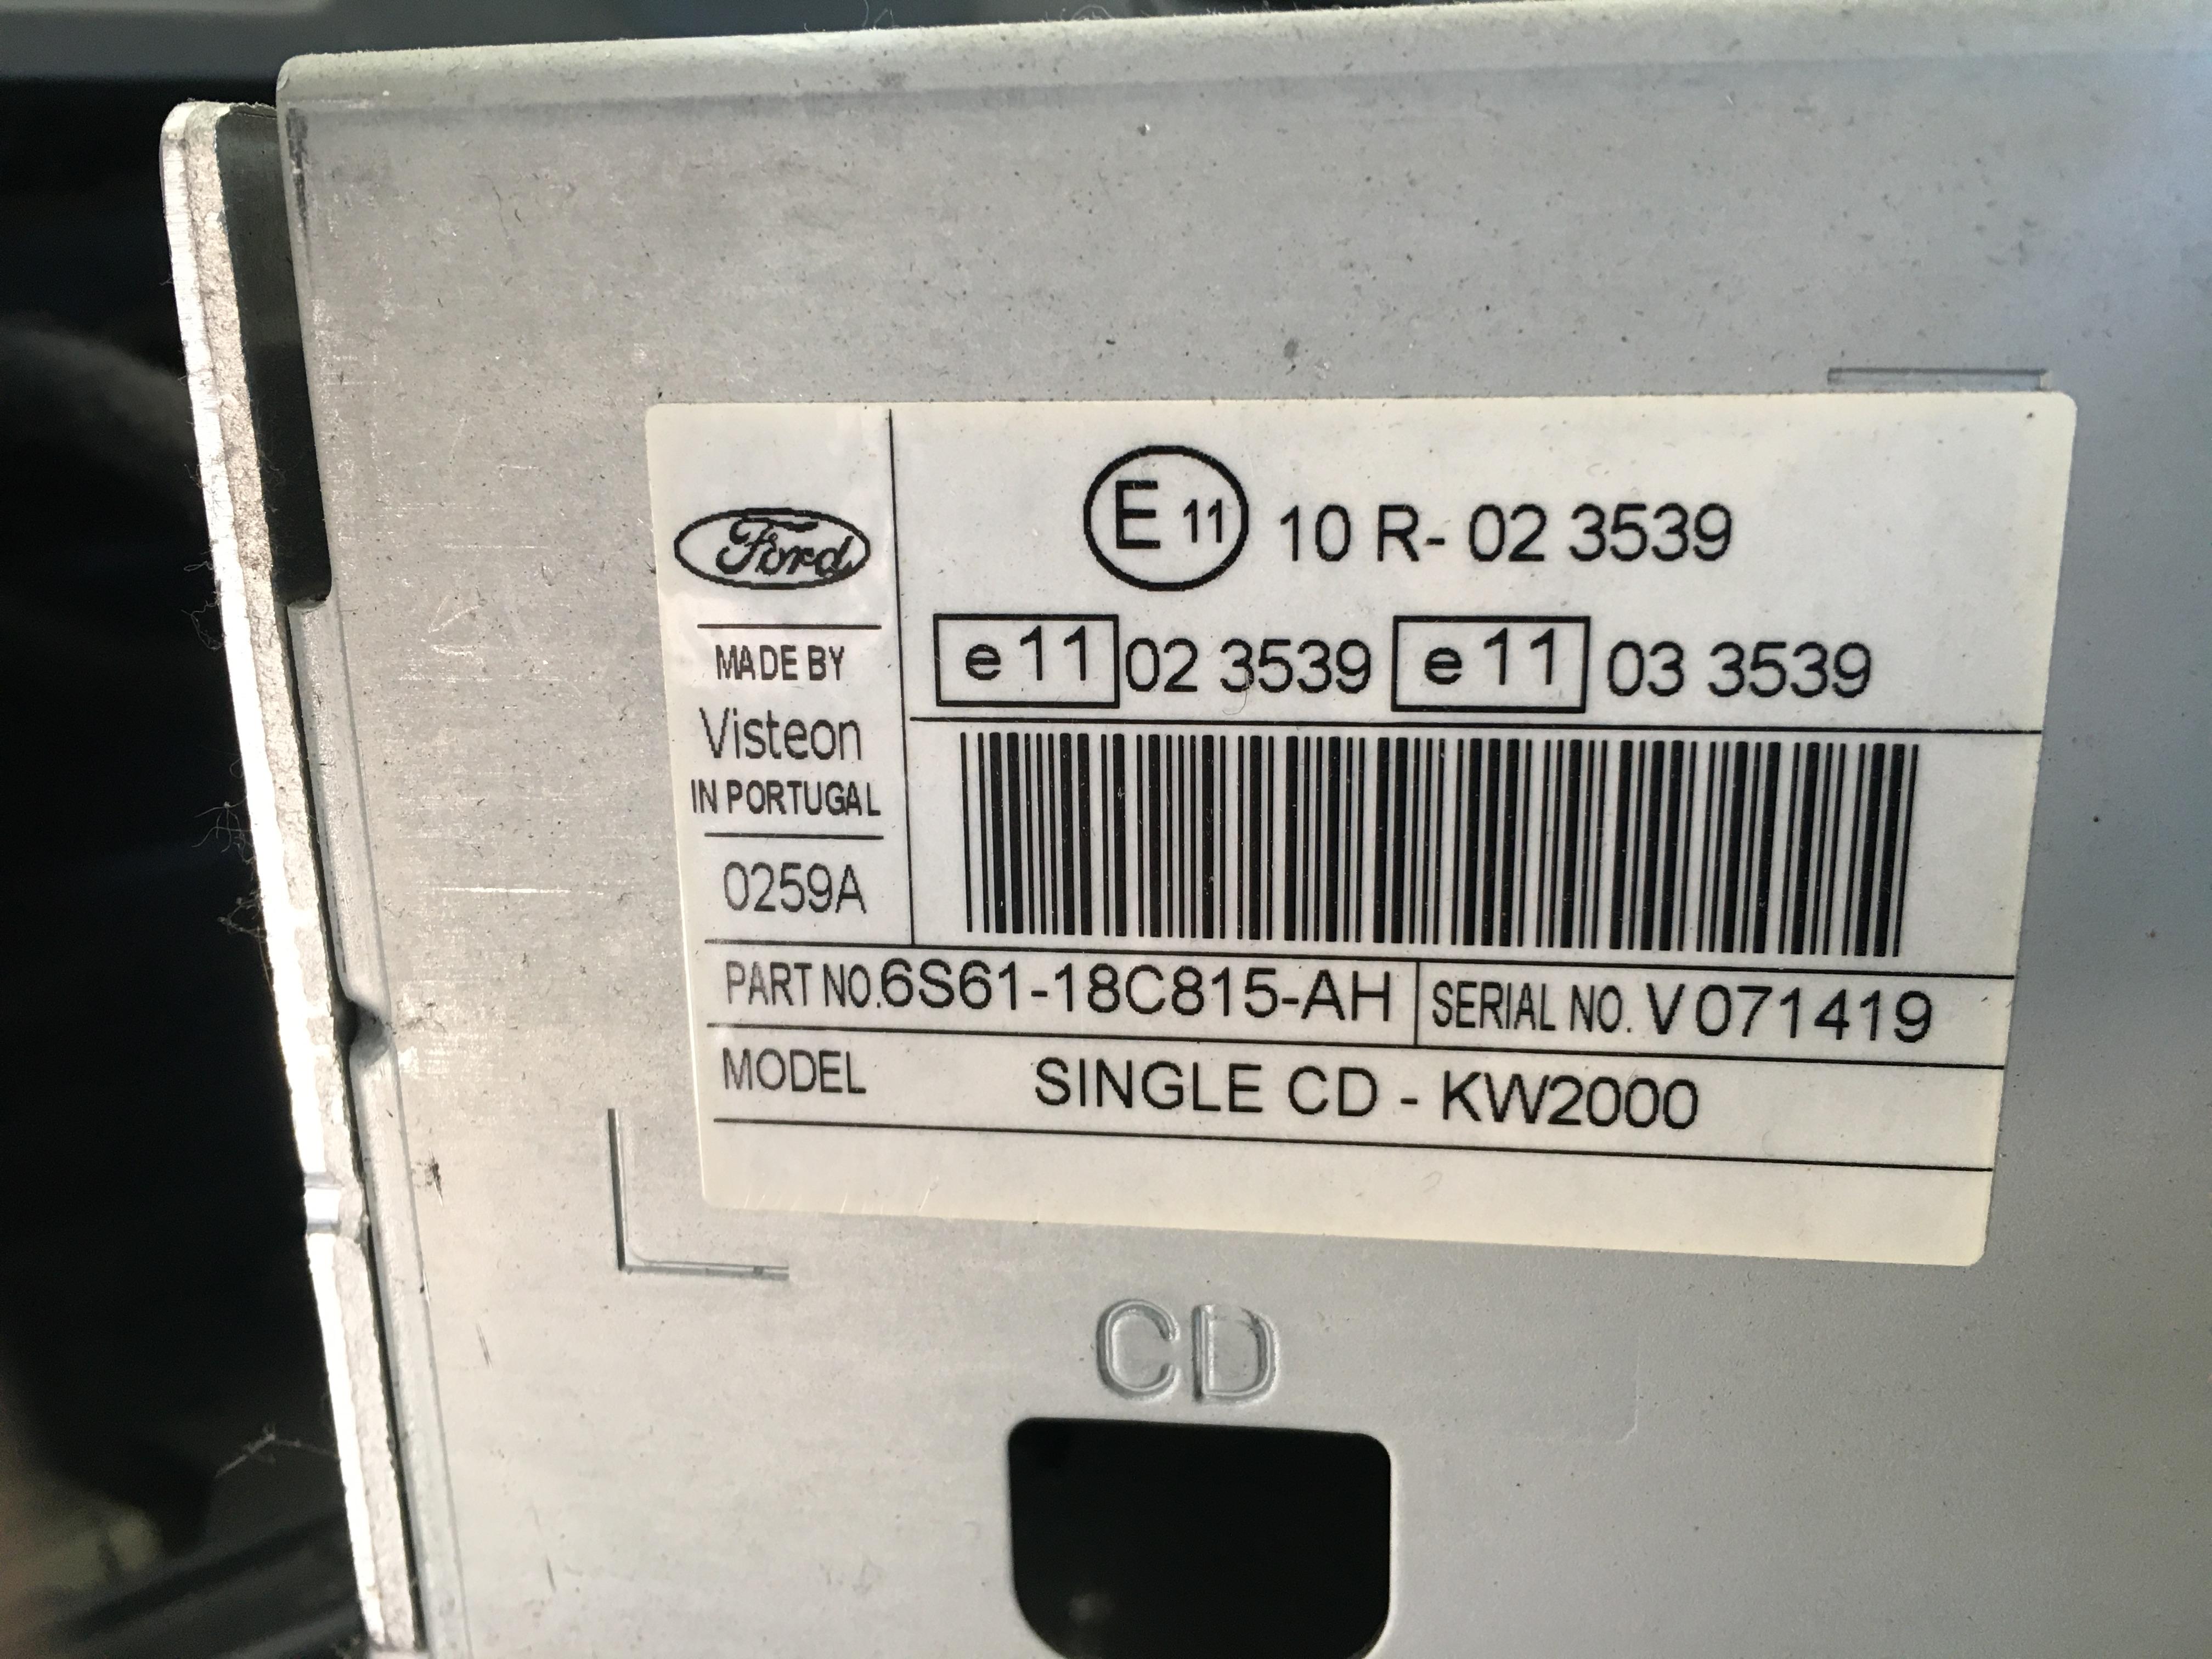 Ford
MADE BY
Visteon
IN PORTUGAL
0259A
E 11 10 R- 02 3539
e 11 02 3539 e 11 03 3539
PART NO. 6S61-18C815-AH SERIAL NO. V071419
MODEL SINGLE CD - KW2000
CD